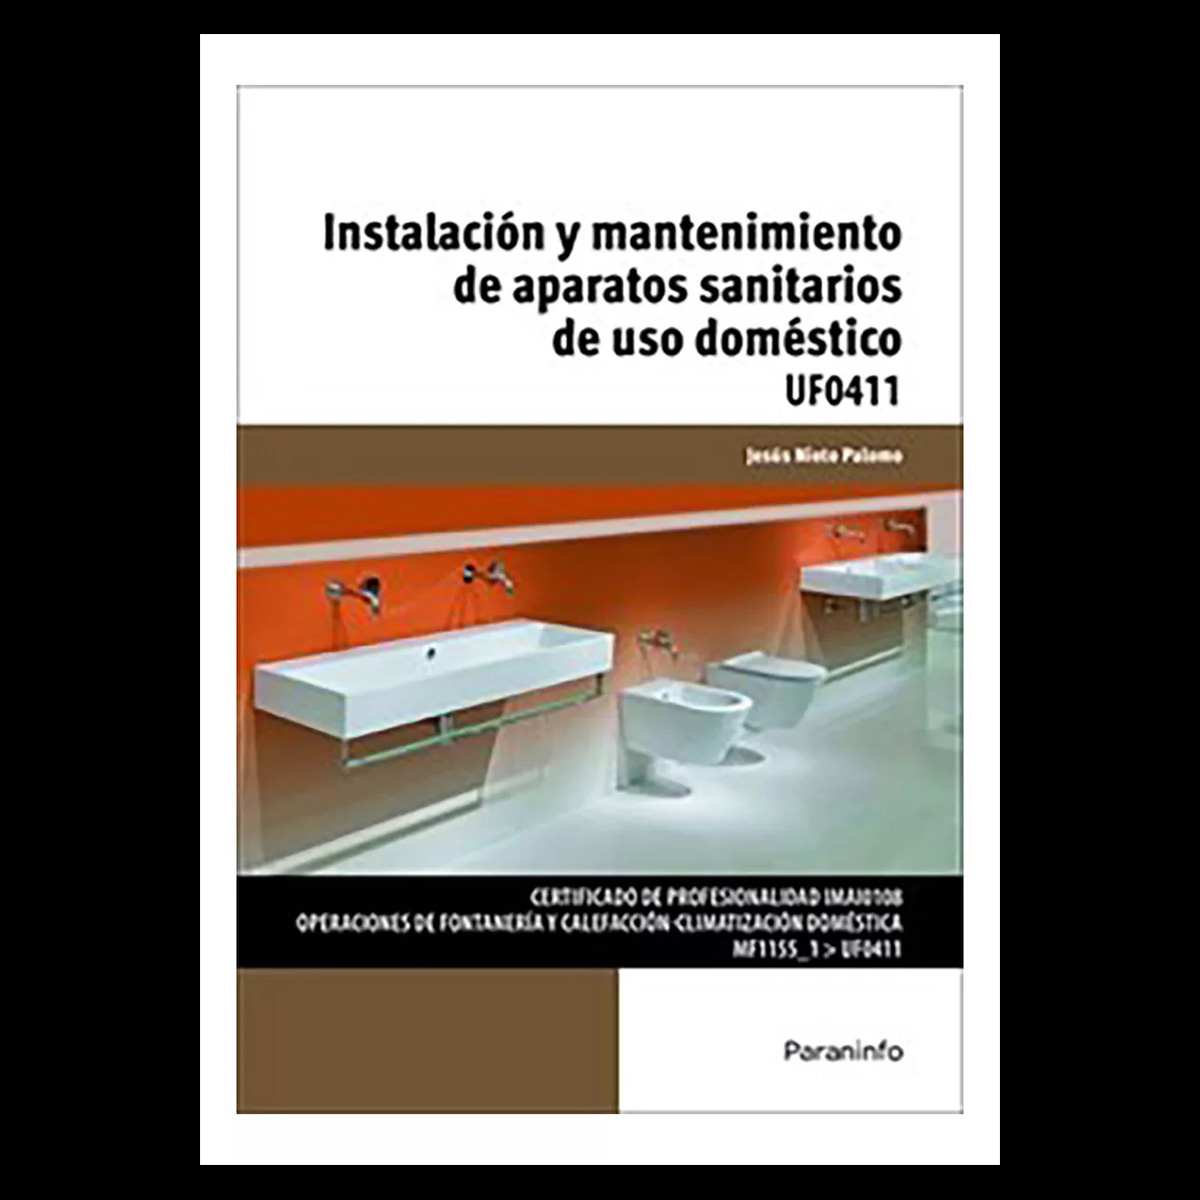 Instalación y mantenimiento
de aparatos sanitarios
de uso doméstico
UF0411
Jesús Nieto Palomo
CERTIFICADO DE PROFESIONALIDAD IMAI0108
OPERACIONES DE FONTANERÍA Y CALEFACCIÓN-CLIMATIZACIÓN DOMÉSTICA
MF1155_1 > UF0411
Paraninfo